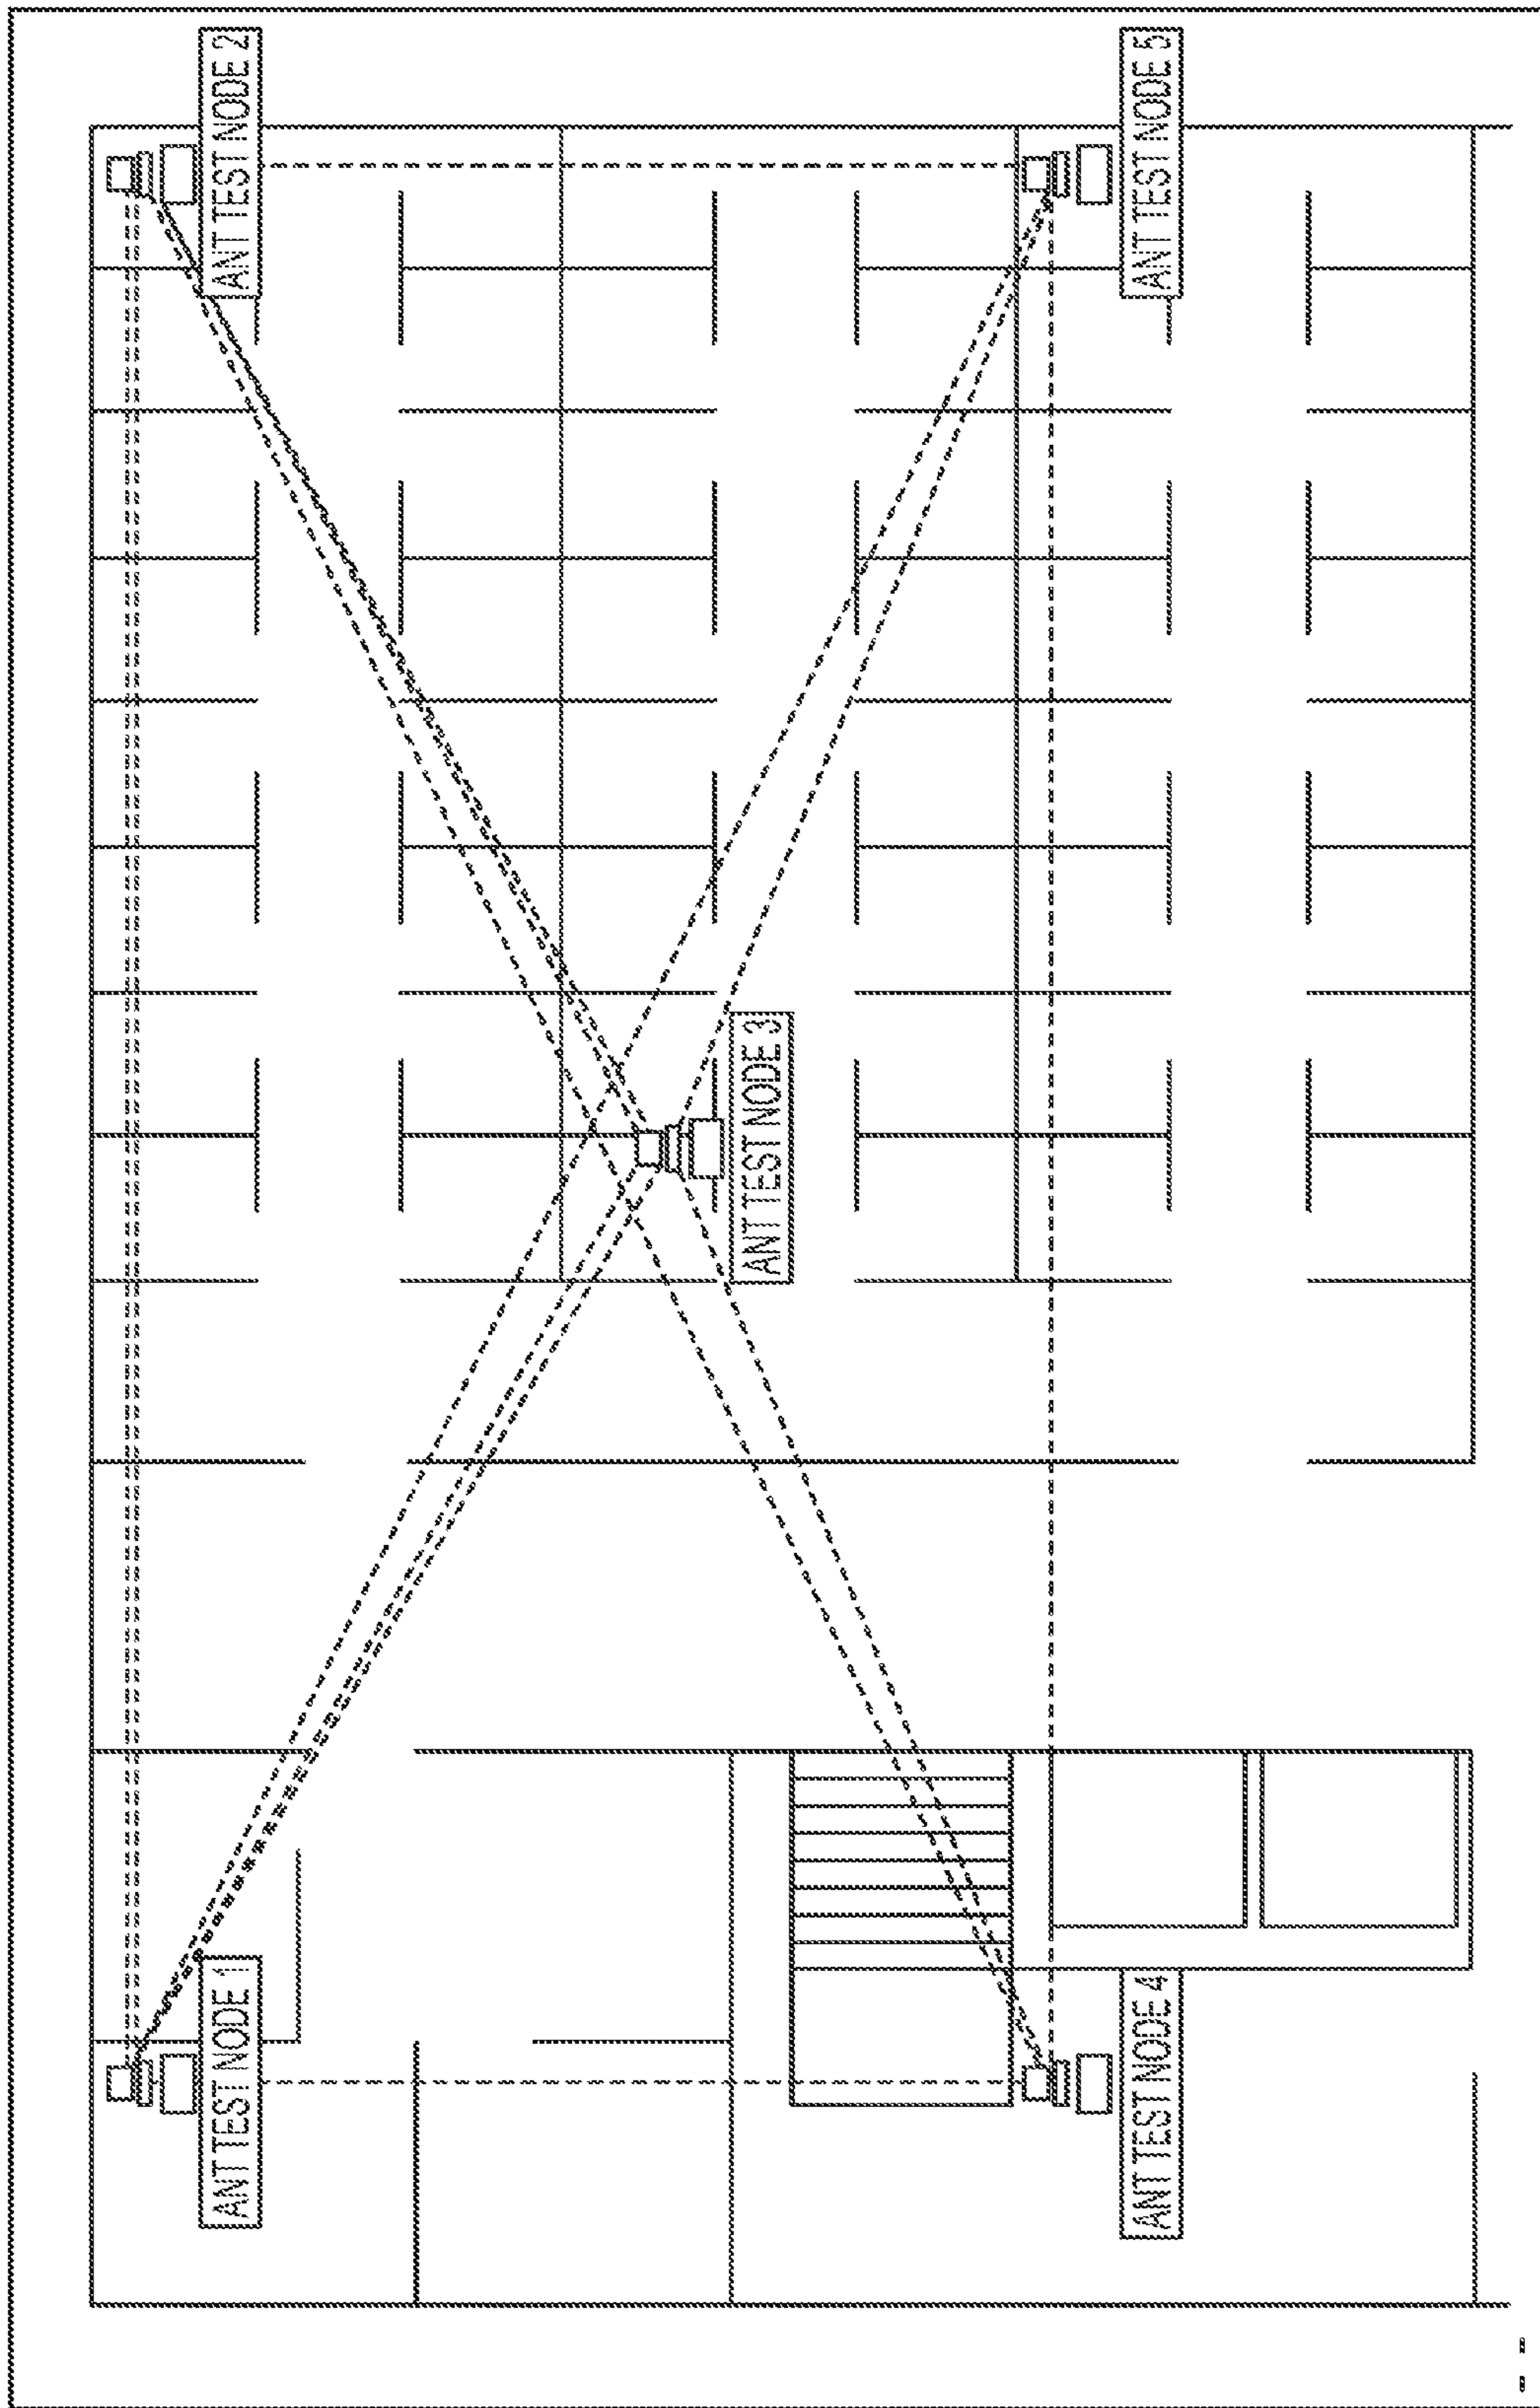 ANT TEST NODE 1
ANT TEST NODE 2
ANT TEST NODE 3
ANT TEST NODE 4
ANT TEST NODE 5